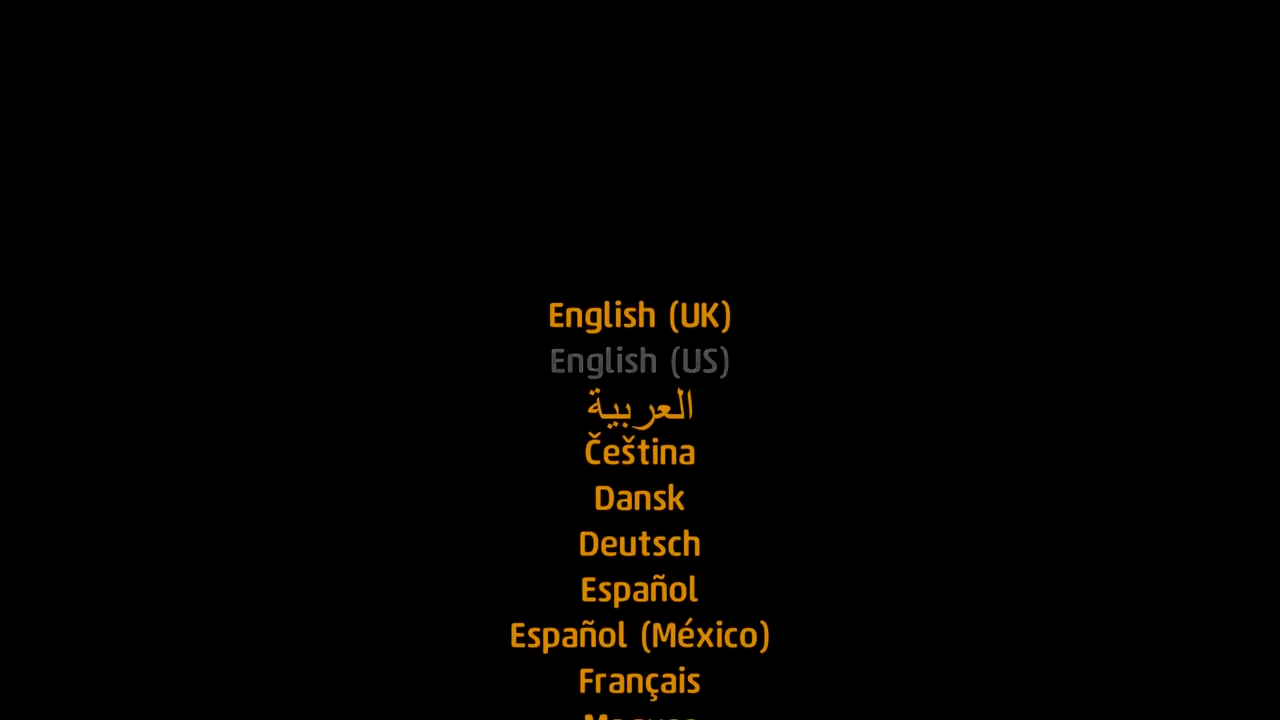 English (UK)
English (US)
العربية
Čeština
Dansk
Deutsch
Español
Español (México)
Français